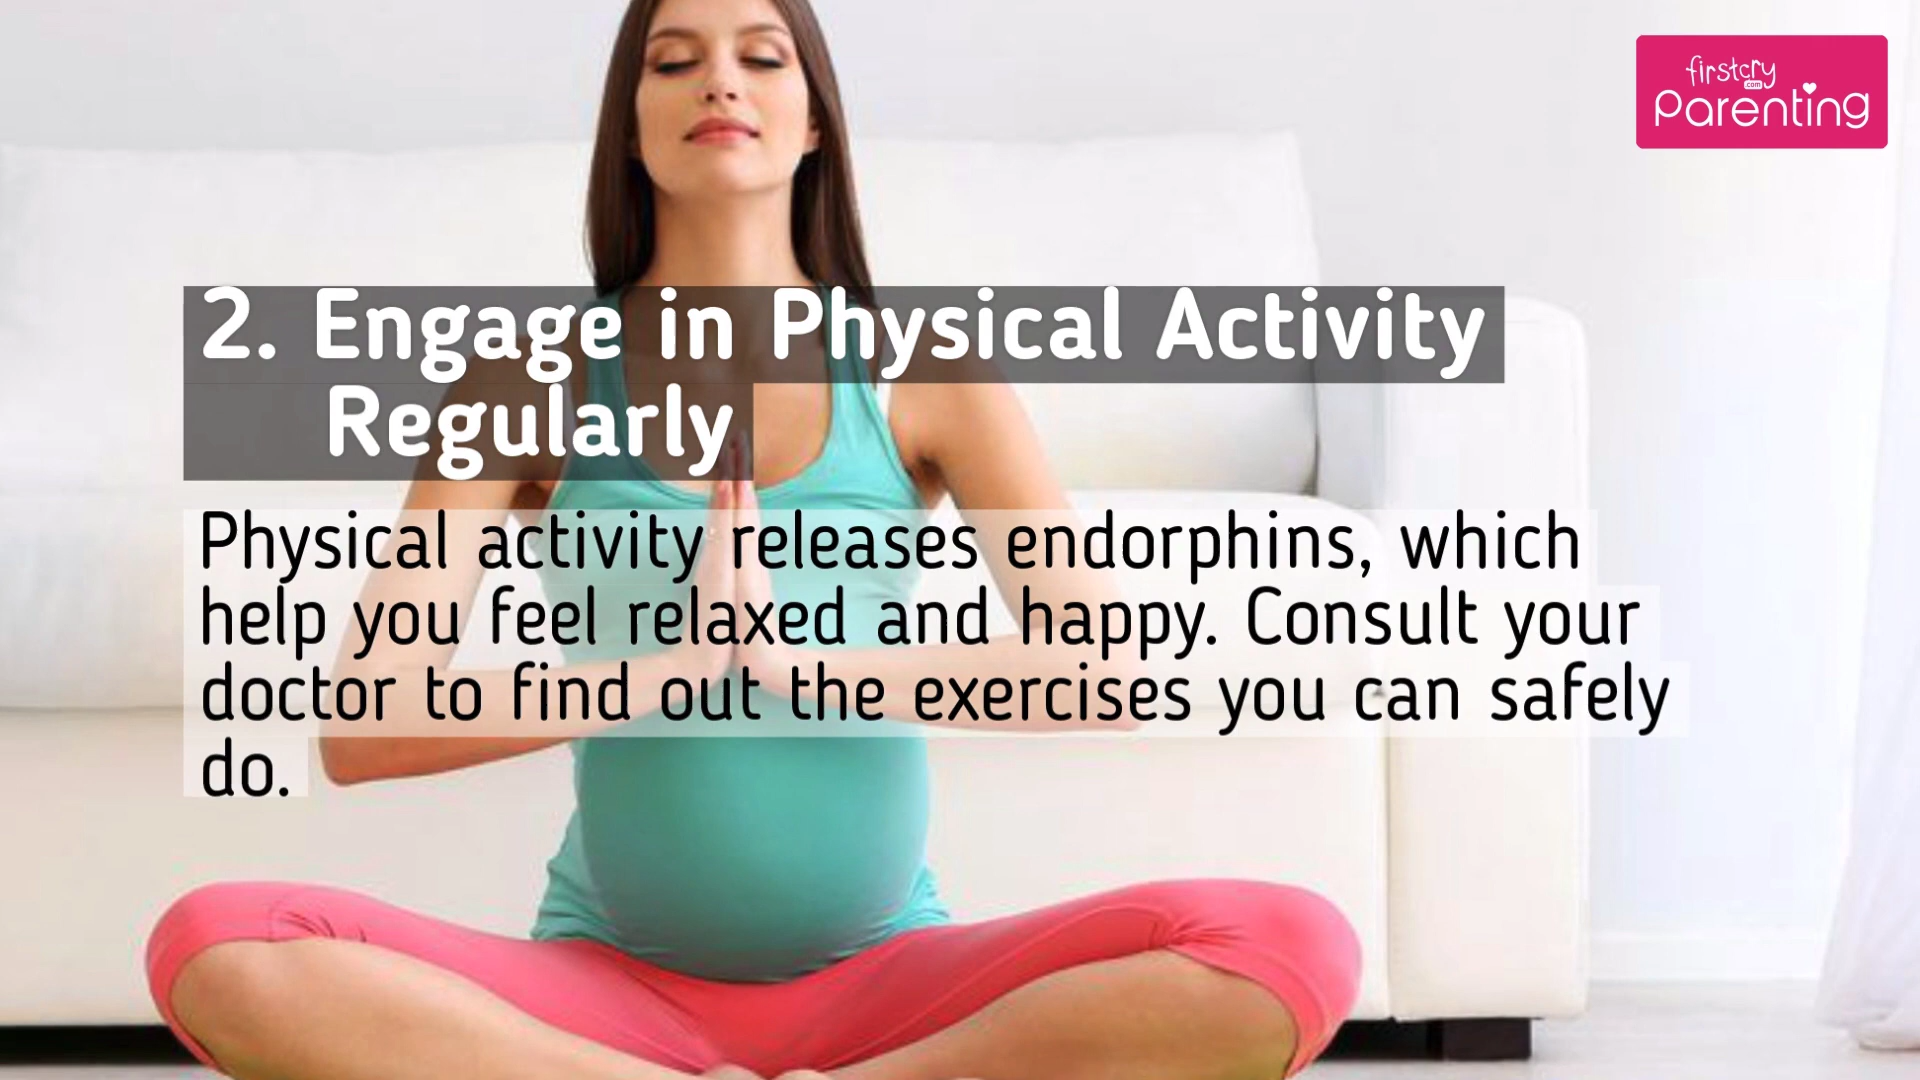 firstcry
.com
Parenting
2. Engage in Physical Activity
Regularly
Physical activity releases endorphins, which
help you feel relaxed and happy. Consult your
doctor to find out the exercises you can safely
do.